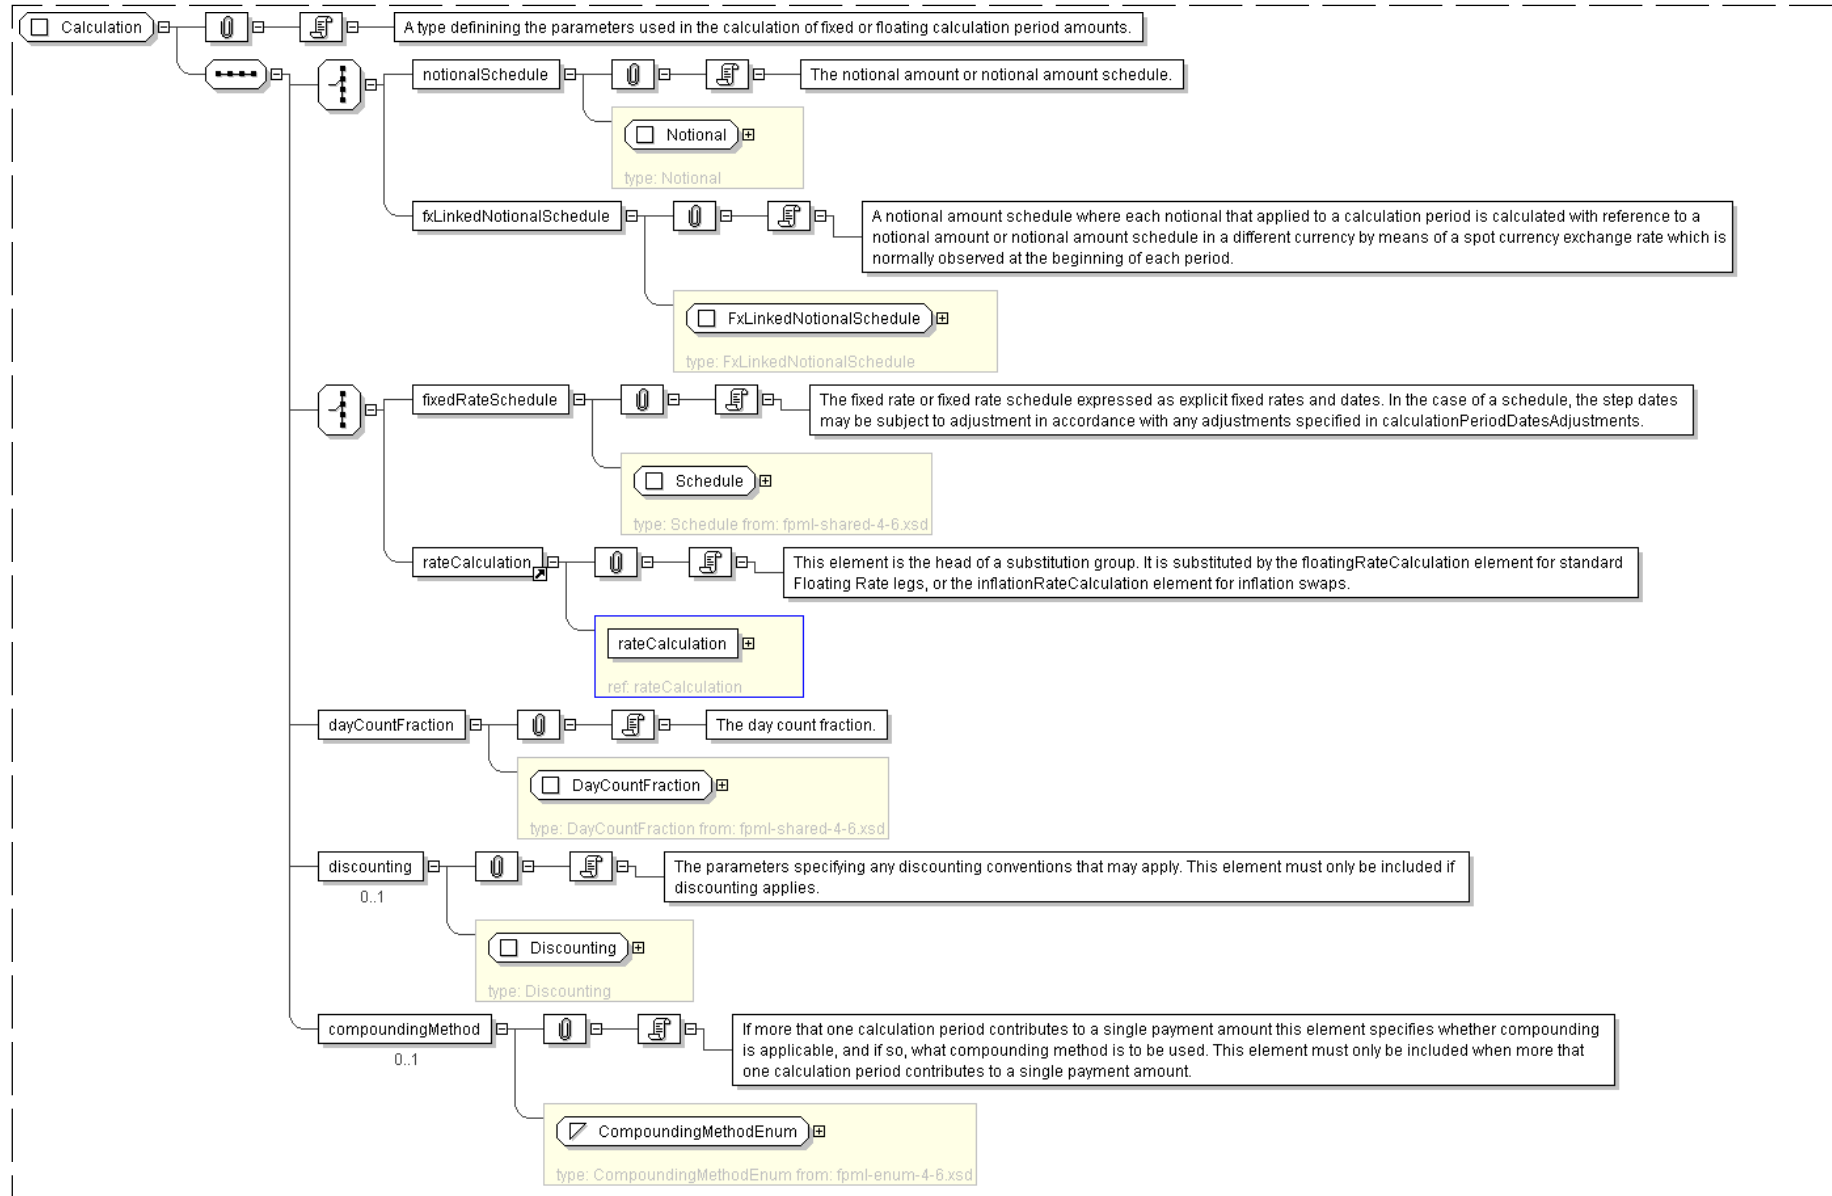 Calculation
A type definining the parameters used in the calculation of fixed or floating calculation period amounts.
notionalSchedule
The notional amount or notional amount schedule.
Notional
type: Notional
fxLinkedNotionalSchedule
A notional amount schedule where each notional that applied to a calculation period is calculated with reference to a
notional amount or notional amount schedule in a different currency by means of a spot currency exchange rate which is
normally observed at the beginning of each period.
FxLinkedNotionalSchedule
type: FxLinkedNotionalSchedule
fixedRateSchedule
The fixed rate or fixed rate schedule expressed as explicit fixed rates and dates. In the case of a schedule, the step dates
may be subject to adjustment in accordance with any adjustments specified in calculationPeriodDatesAdjustments.
Schedule
type: Schedule from: fpml-shared-4-6.xsd
rateCalculation
This element is the head of a substitution group. It is substituted by the floatingRateCalculation element for standard
Floating Rate legs, or the inflationRateCalculation element for inflation swaps.
rateCalculation
ref: rateCalculation
dayCountFraction
The day count fraction.
DayCountFraction
type: DayCountFraction from: fpml-shared-4-6.xsd
discounting
0..1
The parameters specifying any discounting conventions that may apply. This element must only be included if
discounting applies.
Discounting
type: Discounting
compoundingMethod
0..1
If more that one calculation period contributes to a single payment amount this element specifies whether compounding
is applicable, and if so, what compounding method is to be used. This element must only be included when more that
one calculation period contributes to a single payment amount.
CompoundingMethodEnum
type: CompoundingMethodEnum from: fpml-enum-4-6.xsd